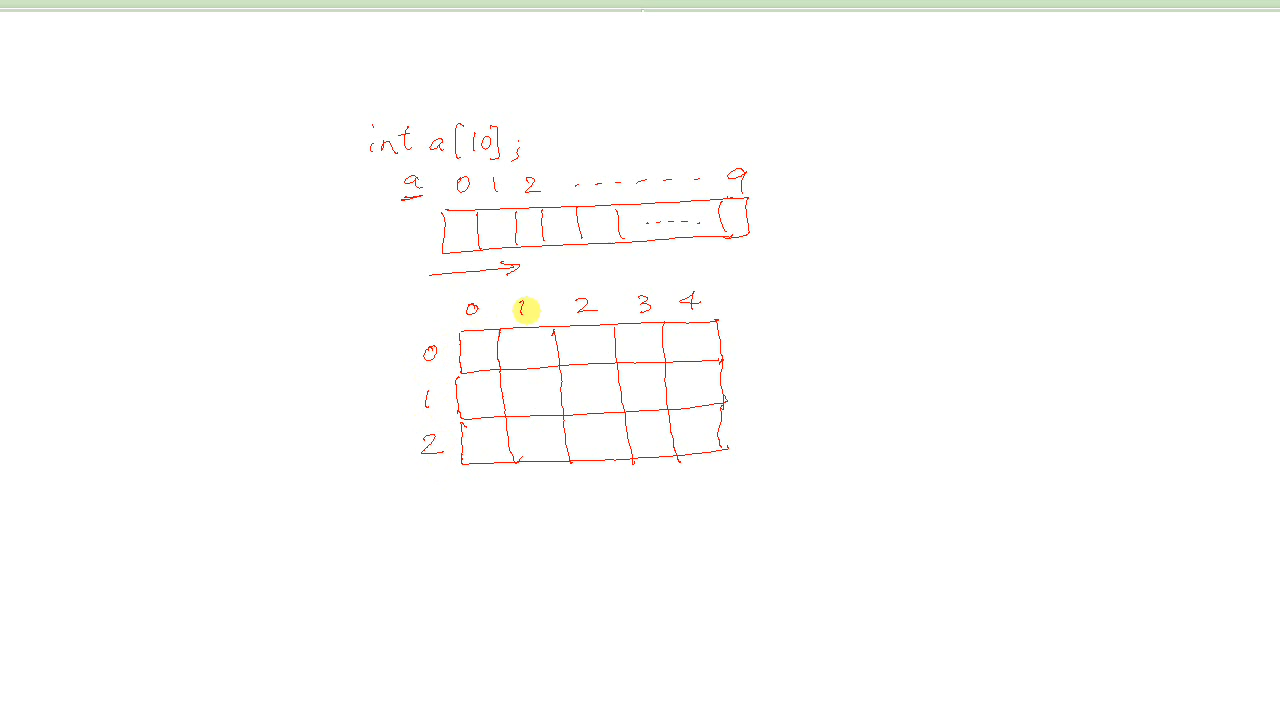 int a[10];
a 0 1 2 ------- 9
-----
0 1 2 3 4
0
1
2